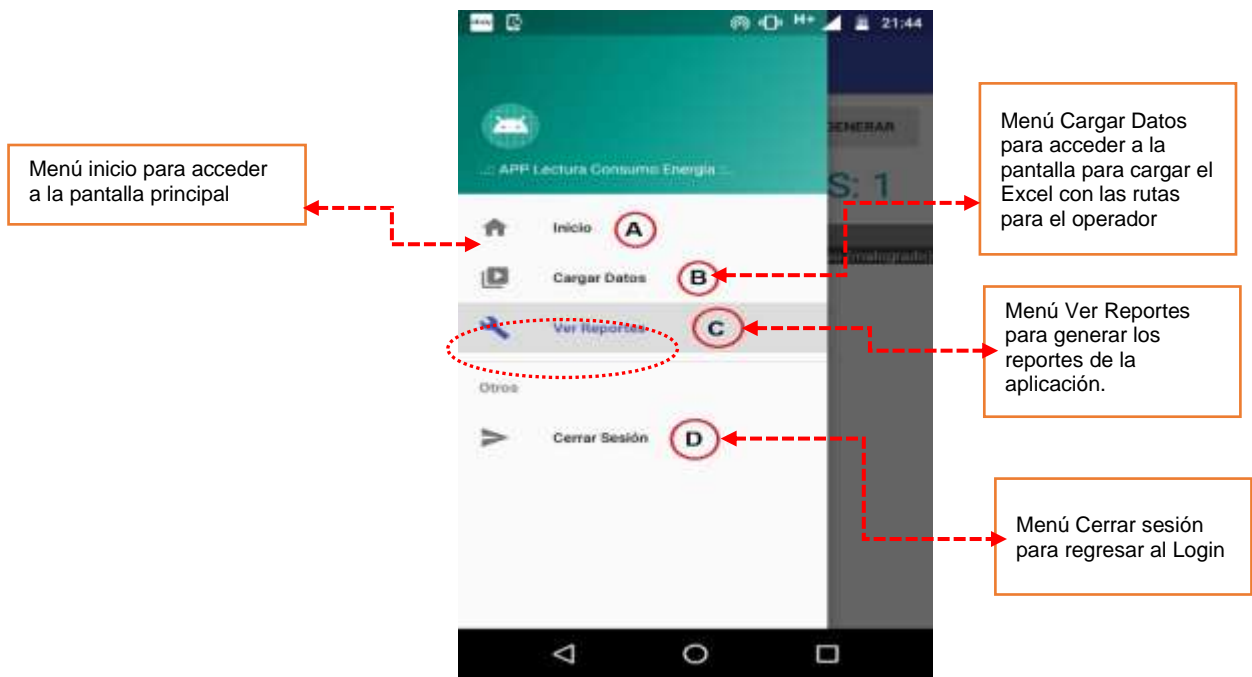 H+ 21:44
GENERAR
..:: APP Lectura Consumo Energía ::..
S: 1
Menú inicio para acceder
a la pantalla principal
Inicio A
Cargar Datos B
Ver Reportes C
Otros
Cerrar Sesión D
Menú Cargar Datos
para acceder a la
pantalla para cargar el
Excel con las rutas
para el operador
Menú Ver Reportes
para generar los
reportes de la
aplicación.
Menú Cerrar sesión
para regresar al Login